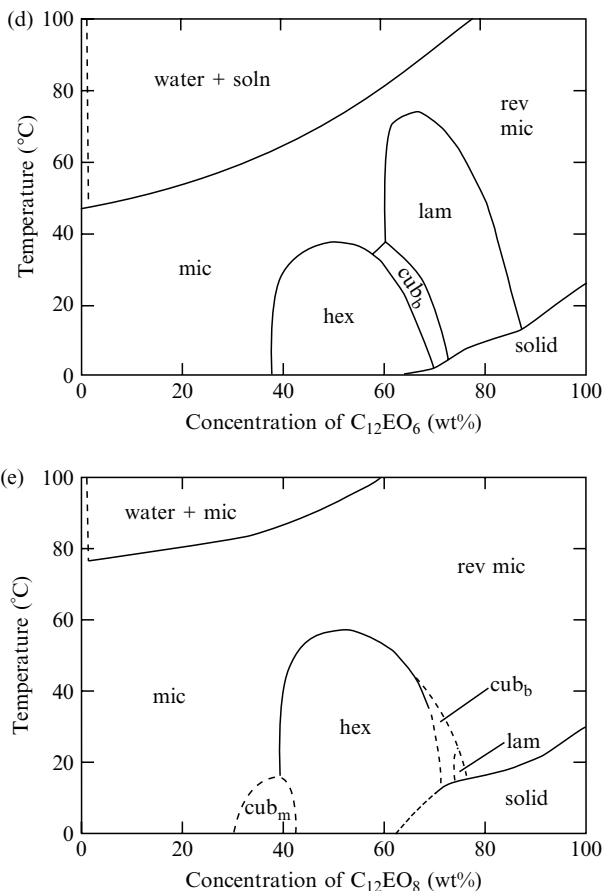 (d)
100
80
60
40
20
0
Temperature (°C)
water + soln
rev
mic
lam
mic
cub_b
hex
solid
0 20 40 60 80 100
Concentration of C₁₂EO₆ (wt%)
(e)
100
80
60
40
20
0
Temperature (°C)
water + mic
rev mic
mic
hex
cub_b
lam
cub_m
solid
0 20 40 60 80 100
Concentration of C₁₂EO₈ (wt%)